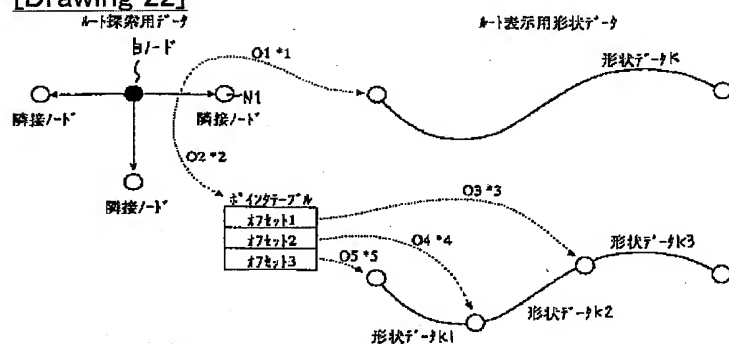 [Drawing 22]
ルート探索用データ
ルート表示用形状データ
自ノード
O1 *1
形状データK
N1
隣接ノード
隣接ノード
O2 *2
隣接ノード
ポインタテーブル
オフセット1
オフセット2
オフセット3
O3 *3
O4 *4
O5 *5
形状データK3
形状データK2
形状データK1